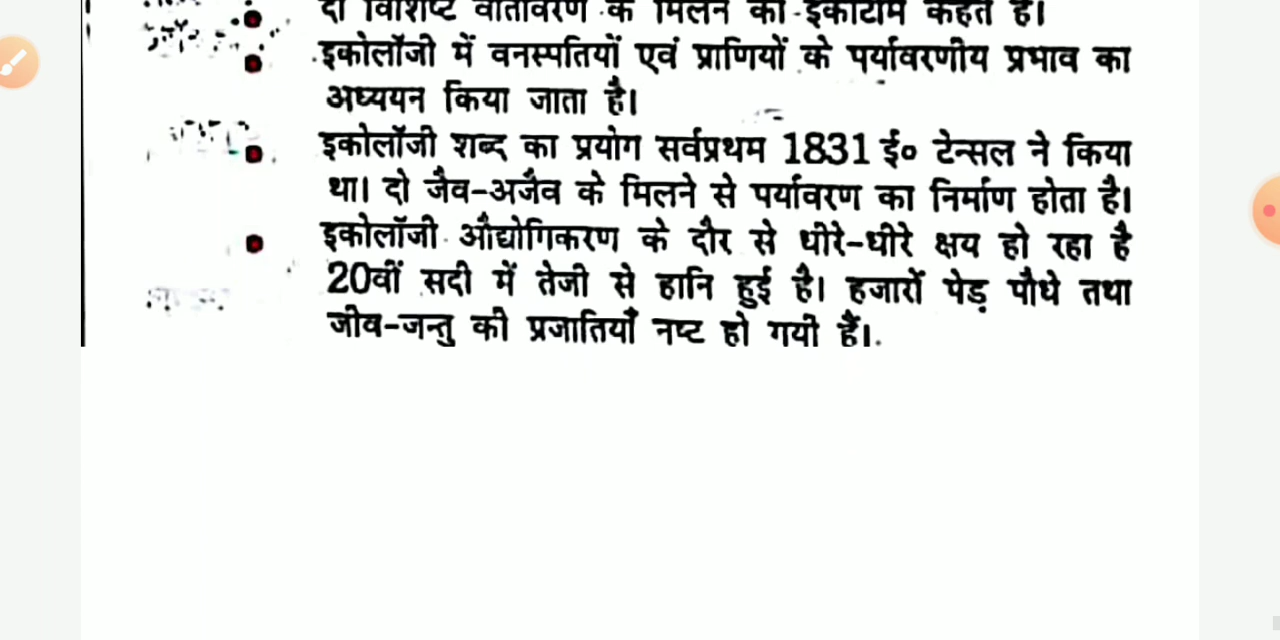 दो विशिष्ट वातावरण के मिलने को इकोटोम कहते हैं।
इकोलॉजी में वनस्पतियों एवं प्राणियों के पर्यावरणीय प्रभाव का
अध्ययन किया जाता है।
इकोलॉजी शब्द का प्रयोग सर्वप्रथम 1831 ई० टेन्सल ने किया
था। दो जैव-अजैव के मिलने से पर्यावरण का निर्माण होता है।
इकोलॉजी औद्योगिकरण के दौर से धीरे-धीरे क्षय हो रहा है
20वीं सदी में तेजी से हानि हुई है। हजारों पेड़ पौधे तथा
जीव-जन्तु की प्रजातियाँ नष्ट हो गयी हैं।